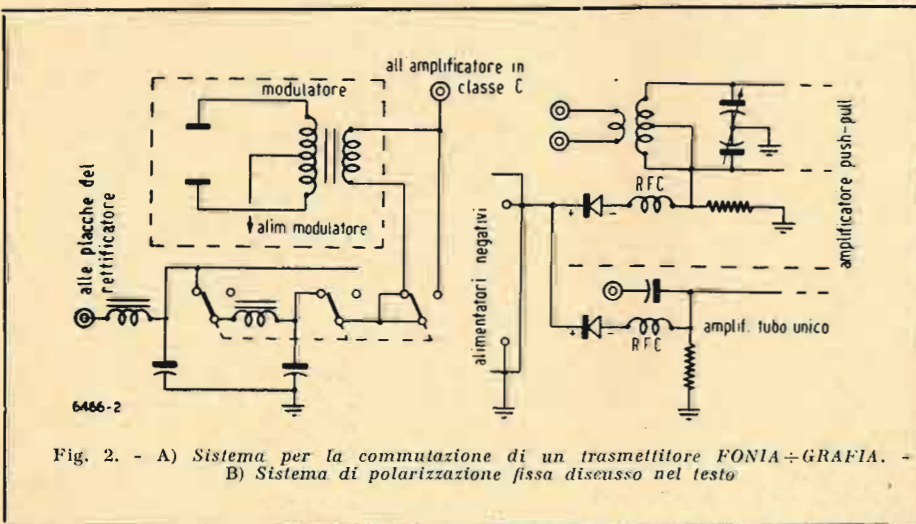 all amplificatore in
classe C
modulatore
alle placche del
rettificatore
alim modulatore
6466-2
alimentatori negativi
+
-
RFC
amplificatore push-pull
+
-
RFC
amplif. tubo unico
Fig. 2. - A) Sistema per la commutazione di un trasmettitore FONIA÷GRAFIA. -
B) Sistema di polarizzazione fissa discusso nel testo